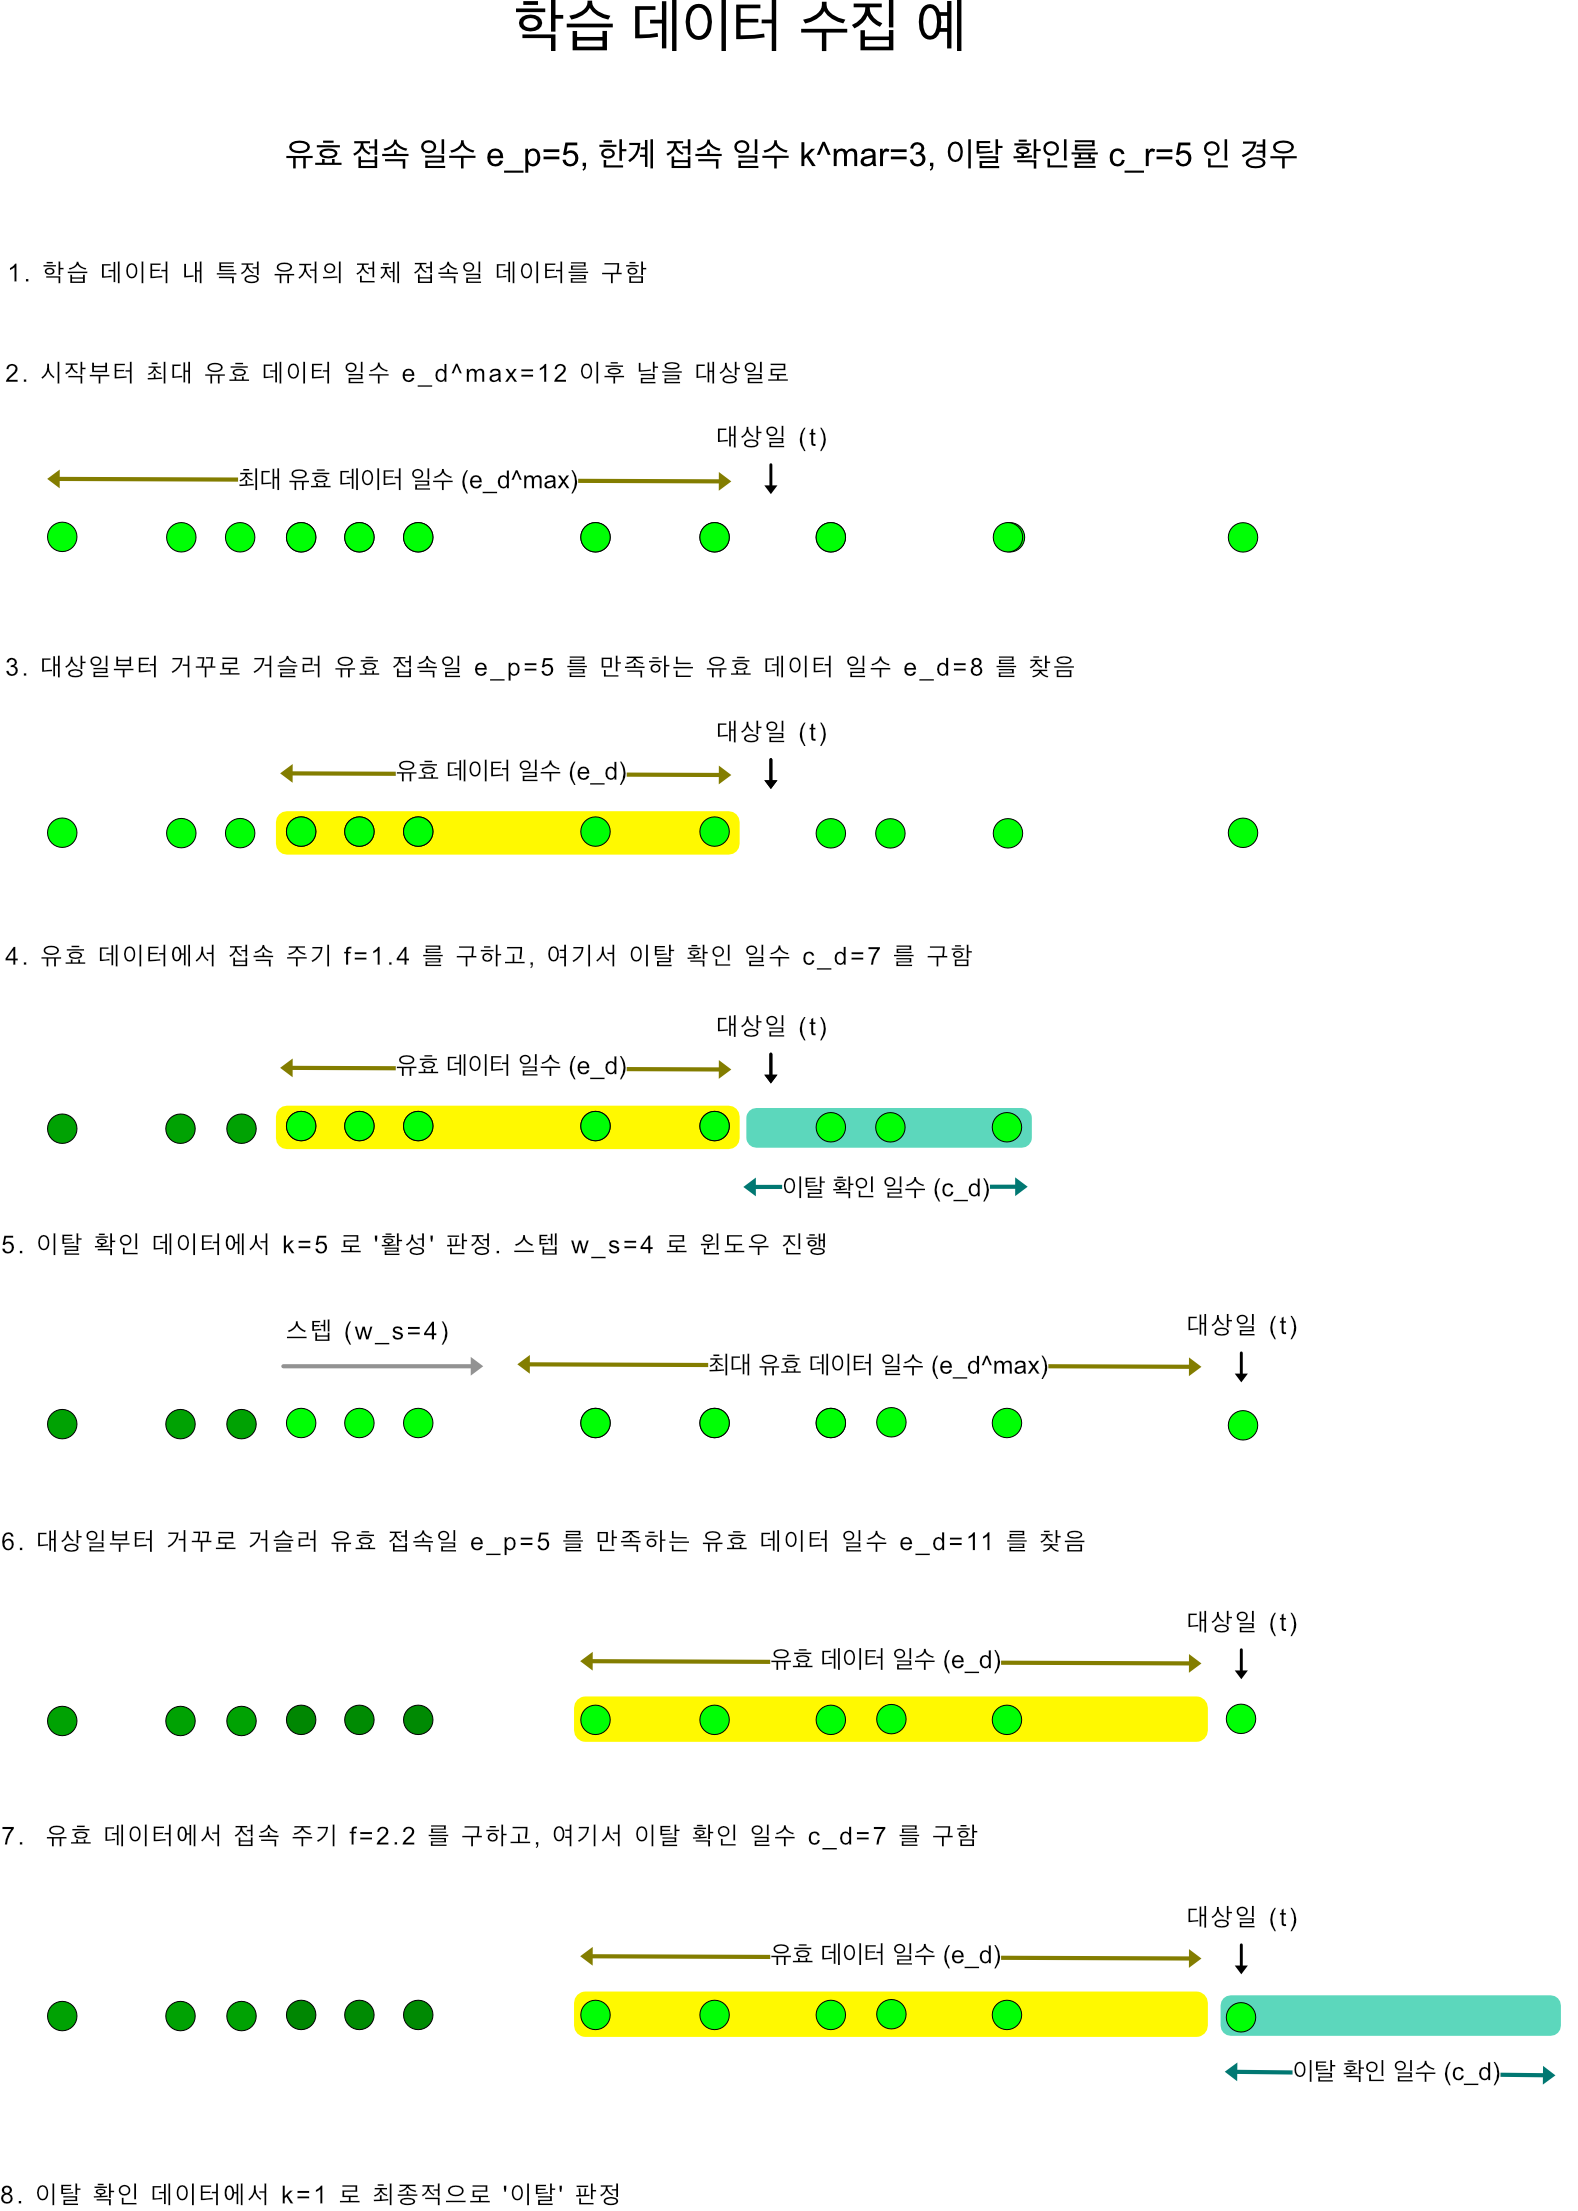 학습 데이터 수집 예
유효 접속 일수 e_p=5, 한계 접속 일수 k^mar=3, 이탈 확인률 c_r=5 인 경우
1. 학습 데이터 내 특정 유저의 전체 접속일 데이터를 구함
2. 시작부터 최대 유효 데이터 일수 e_d^max=12 이후 날을 대상일로
대상일 (t)
최대 유효 데이터 일수 (e_d^max)
3. 대상일부터 거꾸로 거슬러 유효 접속일 e_p=5 를 만족하는 유효 데이터 일수 e_d=8 를 찾음
대상일 (t)
유효 데이터 일수 (e_d)
4. 유효 데이터에서 접속 주기 f=1.4 를 구하고, 여기서 이탈 확인 일수 c_d=7 를 구함
대상일 (t)
유효 데이터 일수 (e_d)
이탈 확인 일수 (c_d)
5. 이탈 확인 데이터에서 k=5 로 '활성' 판정. 스텝 w_s=4 로 윈도우 진행
대상일 (t)
스텝 (w_s=4)
최대 유효 데이터 일수 (e_d^max)
6. 대상일부터 거꾸로 거슬러 유효 접속일 e_p=5 를 만족하는 유효 데이터 일수 e_d=11 를 찾음
대상일 (t)
유효 데이터 일수 (e_d)
7. 유효 데이터에서 접속 주기 f=2.2 를 구하고, 여기서 이탈 확인 일수 c_d=7 를 구함
대상일 (t)
유효 데이터 일수 (e_d)
이탈 확인 일수 (c_d)
8. 이탈 확인 데이터에서 k=1 로 최종적으로 '이탈' 판정